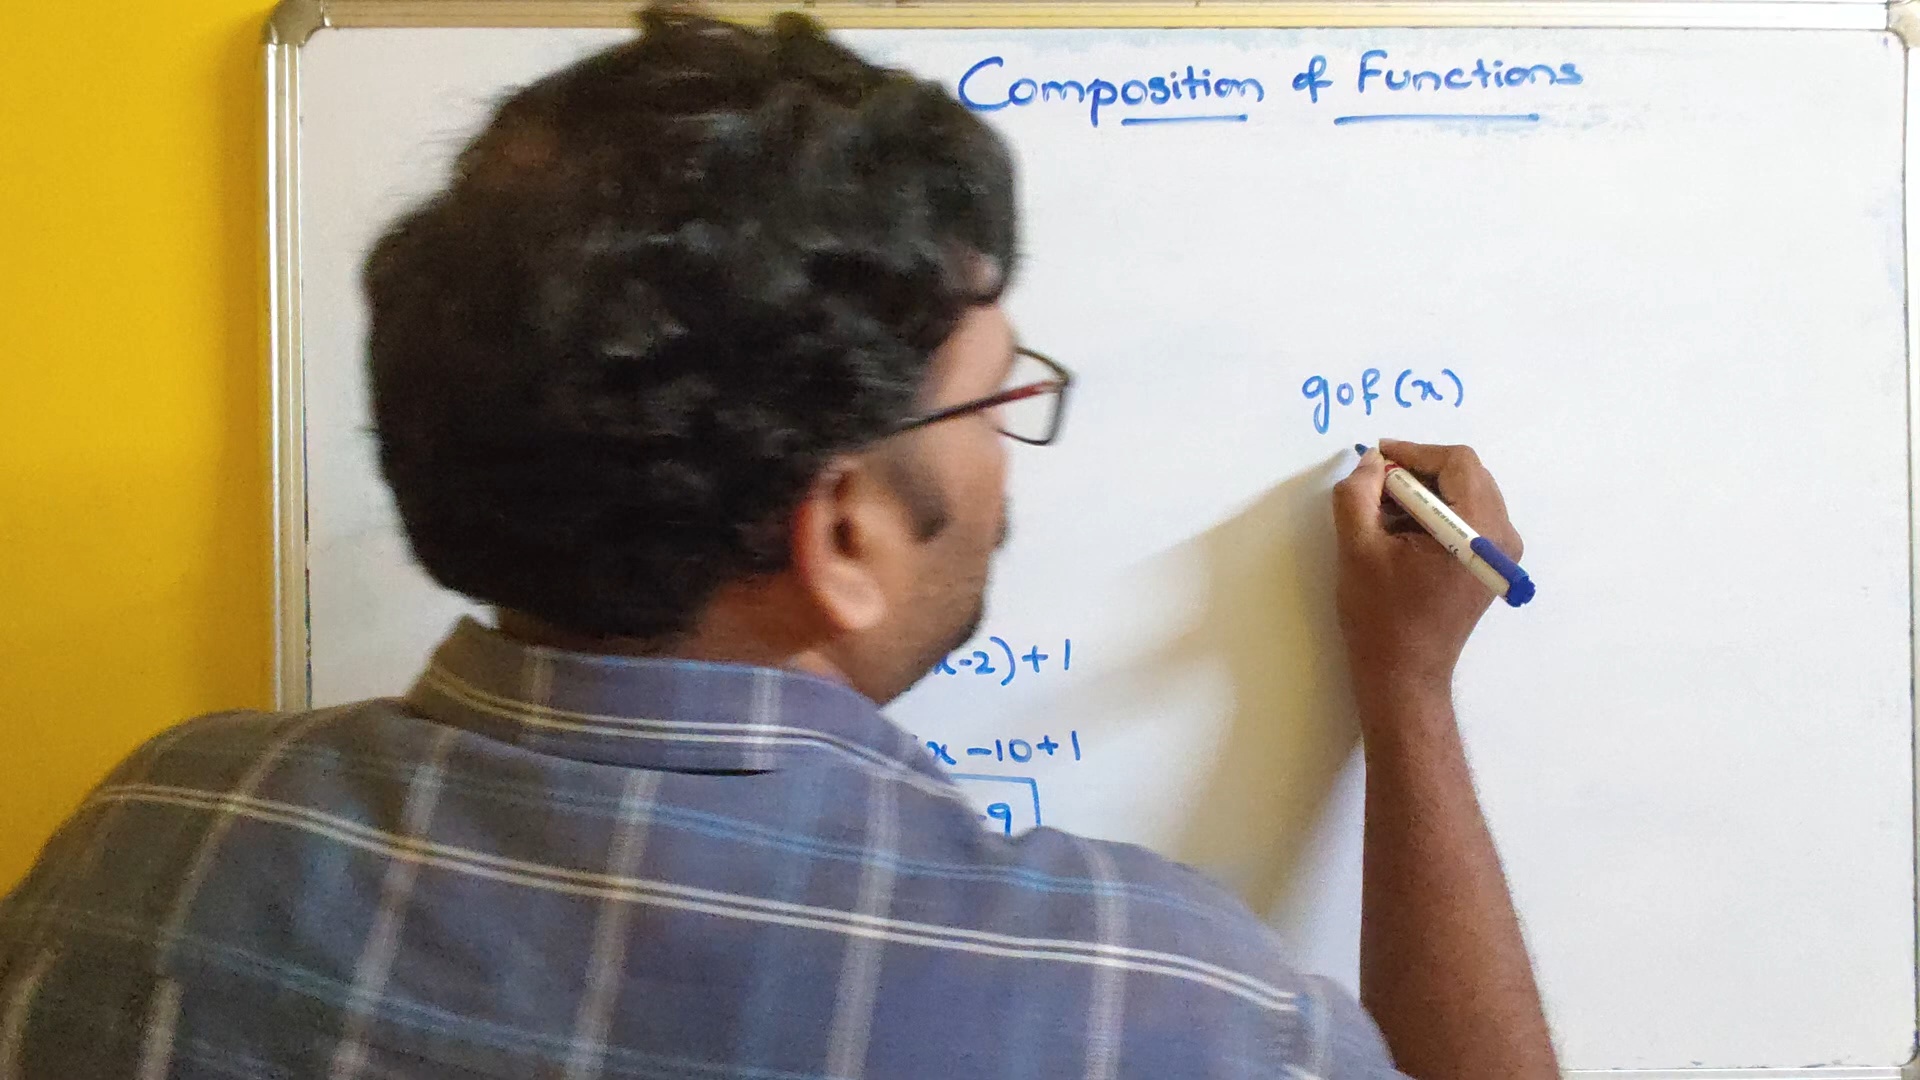 Composition of Functions
gof(x)
x-2)+1
x-10+1
-9